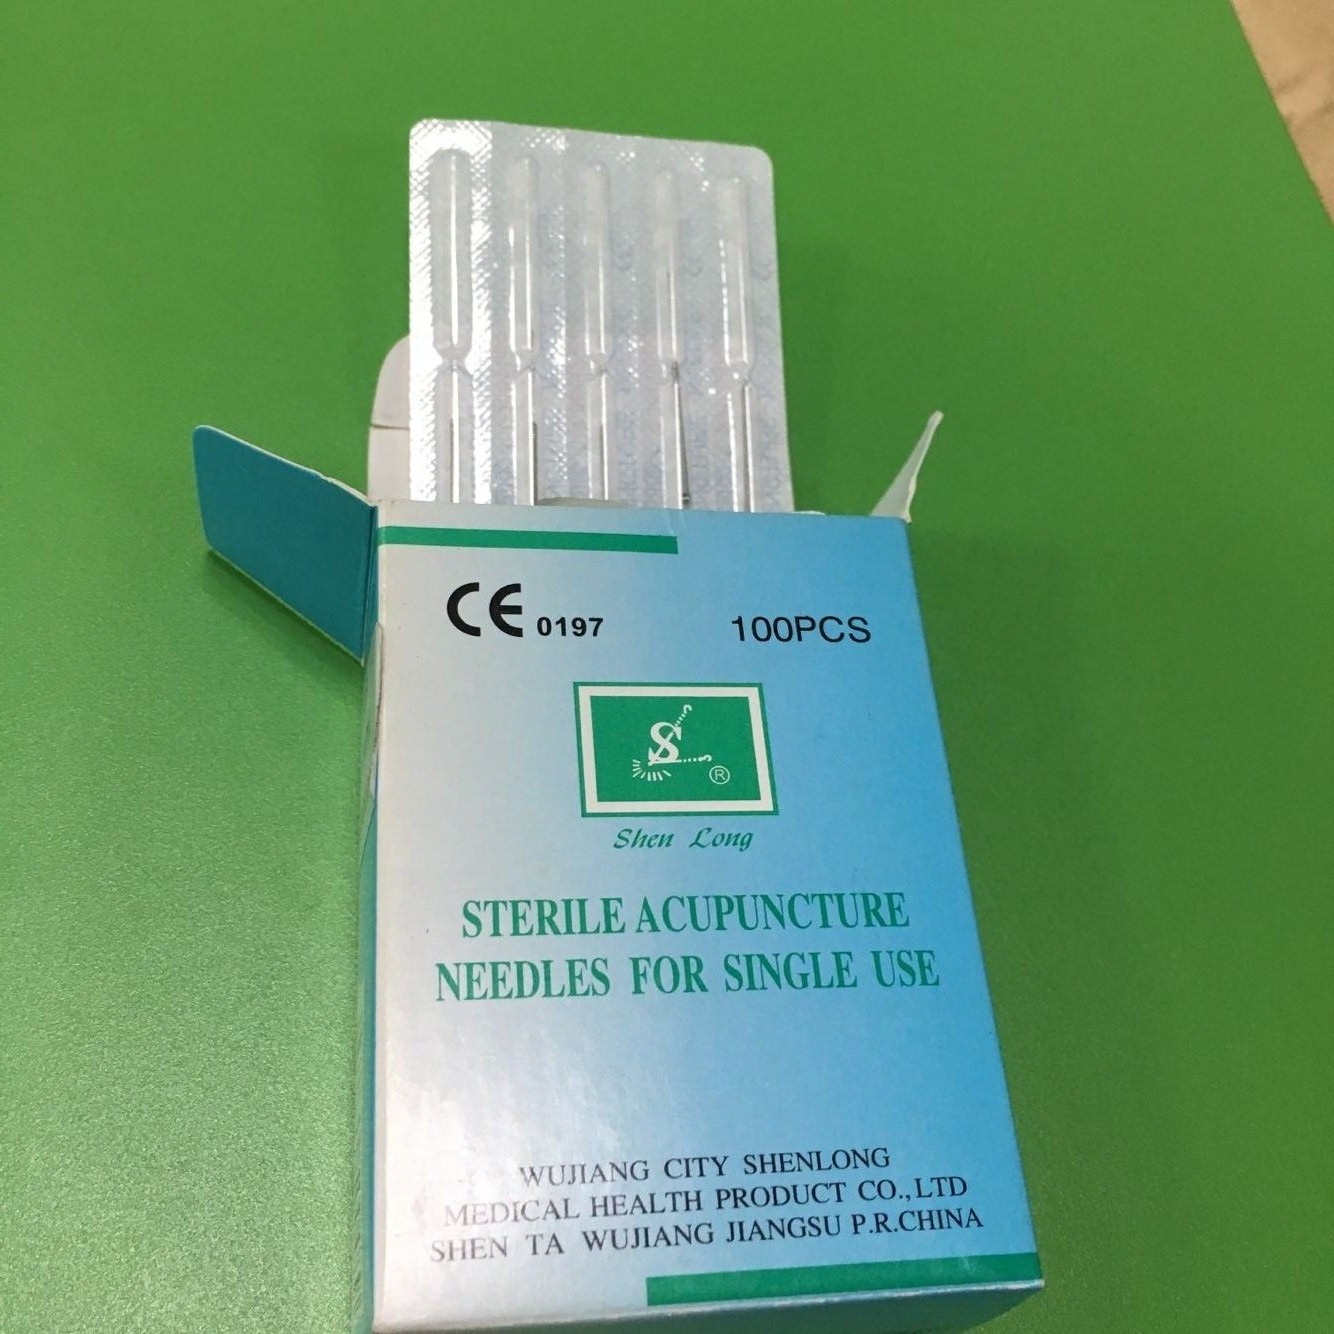 CE 0197 100PCS
SL ®
Shen Long
STERILE ACUPUNCTURE
NEEDLES FOR SINGLE USE
WUJIANG CITY SHENLONG
MEDICAL HEALTH PRODUCT CO.,LTD
SHEN TA WUJIANG JIANGSU P.R.CHINA